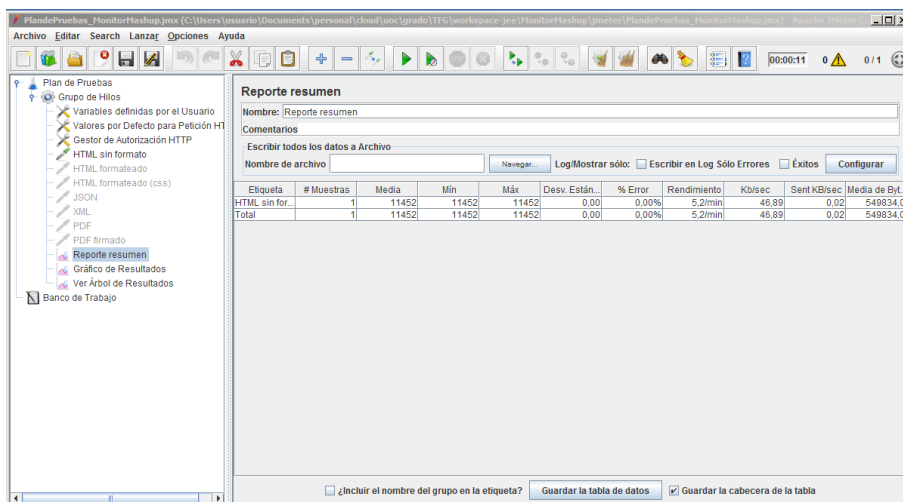 PlandePruebas_MonitorMashup.jmx (C:\Users\usuario\Documents\personal\cloud\uoc\grado\TFG\workspace-jee\MonitorMashup\jmeter\PlandePruebas_MonitorMashup.jmx) - Apache JMeter
Archivo Editar Search Lanzar Opciones Ayuda
00:00:11 0 0 / 1
Plan de Pruebas
Grupo de Hilos
Variables definidas por el Usuario
Valores por Defecto para Petición HT
Gestor de Autorización HTTP
HTML sin formato
HTML formateado
HTML formateado (css)
JSON
XML
PDF
PDF firmado
Reporte resumen
Gráfico de Resultados
Ver Árbol de Resultados
Banco de Trabajo
Reporte resumen
Nombre: Reporte resumen
Comentarios
Escribir todos los datos a Archivo
Nombre de archivo Navegar... Log/Mostrar sólo: Escribir en Log Sólo Errores Éxitos Configurar
Etiqueta # Muestras Media Mín Máx Desv. Están... % Error Rendimiento Kb/sec Sent KB/sec Media de Byt...
HTML sin for... 1 11452 11452 11452 0,00 0,00% 5,2/min 46,89 0,02 549834,0
Total 1 11452 11452 11452 0,00 0,00% 5,2/min 46,89 0,02 549834,0
¿Incluir el nombre del grupo en la etiqueta? Guardar la tabla de datos Guardar la cabecera de la tabla